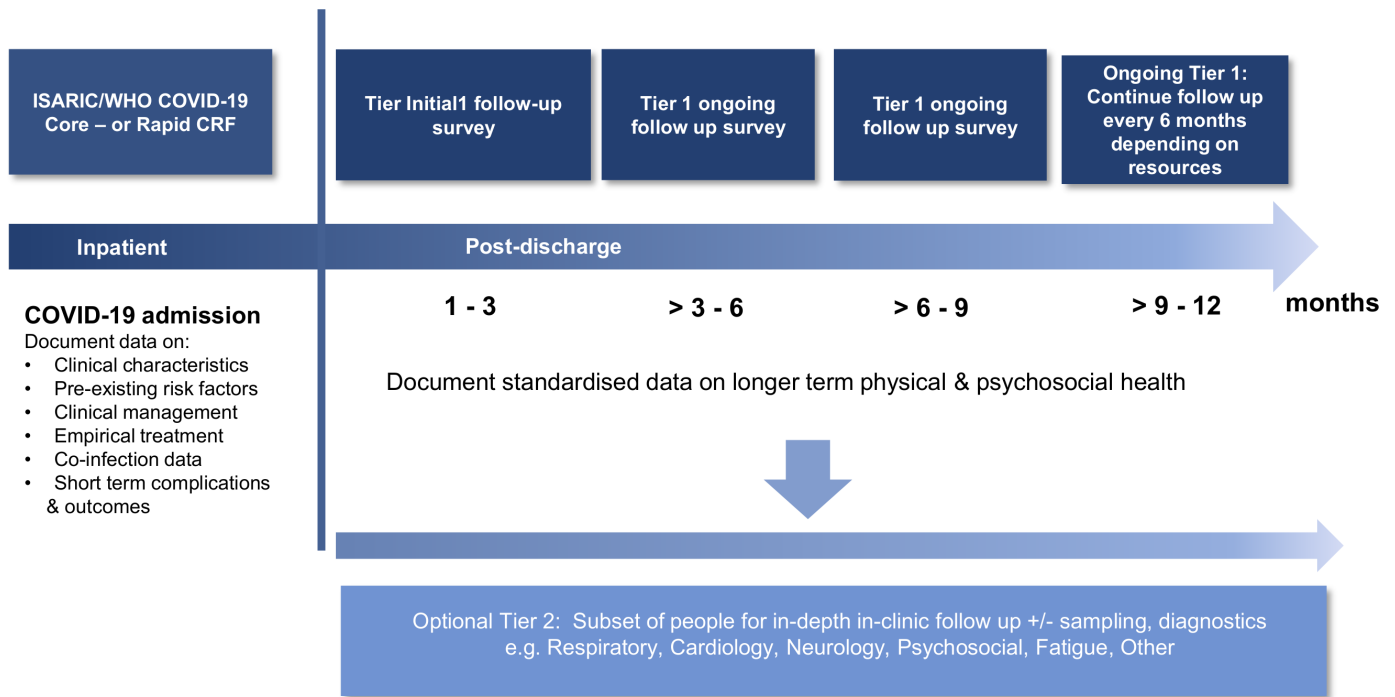 ISARIC/WHO COVID-19
Core – or Rapid CRF
Tier Initial1 follow-up
survey
Tier 1 ongoing
follow up survey
Tier 1 ongoing
follow up survey
Ongoing Tier 1:
Continue follow up
every 6 months
depending on
resources
Inpatient
Post-discharge
1 - 3
> 3 - 6
> 6 - 9
> 9 - 12
months
COVID-19 admission
Document data on:
• Clinical characteristics
• Pre-existing risk factors
• Clinical management
• Empirical treatment
• Co-infection data
• Short term complications
& outcomes
Document standardised data on longer term physical & psychosocial health
Optional Tier 2: Subset of people for in-depth in-clinic follow up +/- sampling, diagnostics
e.g. Respiratory, Cardiology, Neurology, Psychosocial, Fatigue, Other